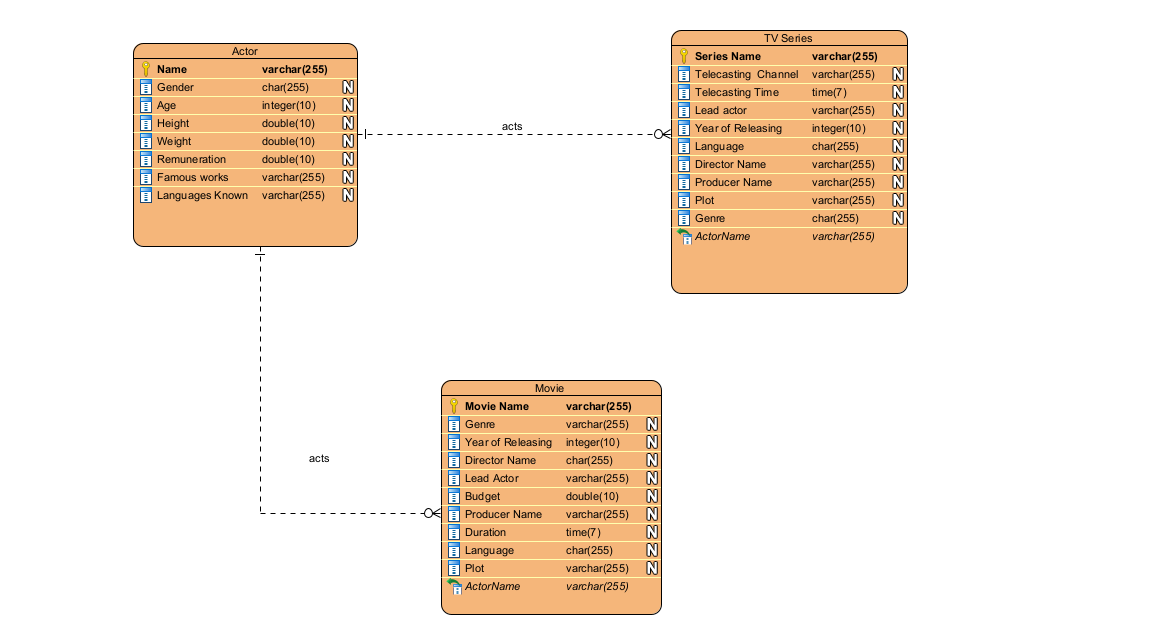 Actor
Name varchar(255)
Gender char(255) N
Age integer(10) N
Height double(10) N
Weight double(10) N
Remuneration double(10) N
Famous works varchar(255) N
Languages Known varchar(255) N
acts
TV Series
Series Name varchar(255)
Telecasting Channel varchar(255) N
Telecasting Time time(7) N
Lead actor varchar(255) N
Year of Releasing integer(10) N
Language char(255) N
Director Name varchar(255) N
Producer Name varchar(255) N
Plot varchar(255) N
Genre char(255) N
ActorName varchar(255)
acts
Movie
Movie Name varchar(255)
Genre varchar(255) N
Year of Releasing integer(10) N
Director Name char(255) N
Lead Actor varchar(255) N
Budget double(10) N
Producer Name varchar(255) N
Duration time(7) N
Language char(255) N
Plot varchar(255) N
ActorName varchar(255)